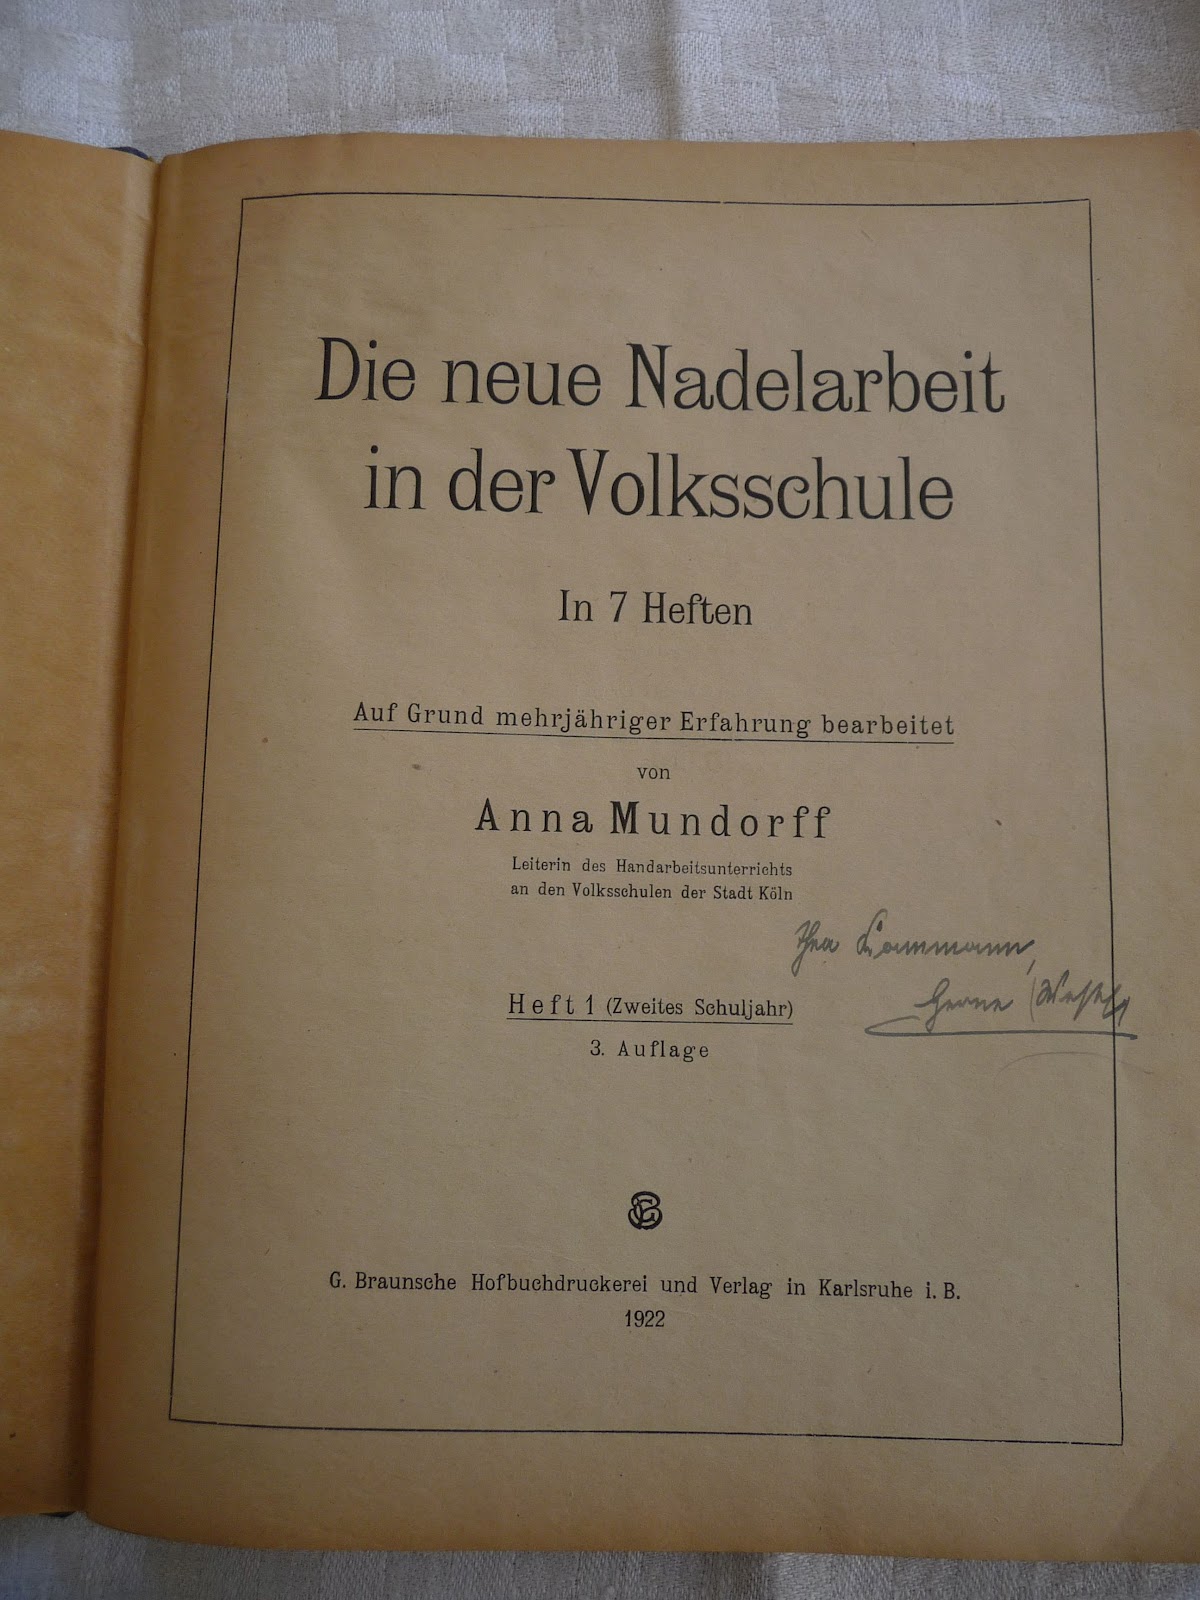 Die neue Nadelarbeit
in der Volksschule
In 7 Heften
Auf Grund mehrjähriger Erfahrung bearbeitet
von
Anna Mundorff
Leiterin des Handarbeitsunterrichts
an den Volksschulen der Stadt Köln
Thea
Herne
Heft 1 (Zweites Schuljahr)
3. Auflage
G. Braunsche Hofbuchdruckerei und Verlag in Karlsruhe i. B.
1922